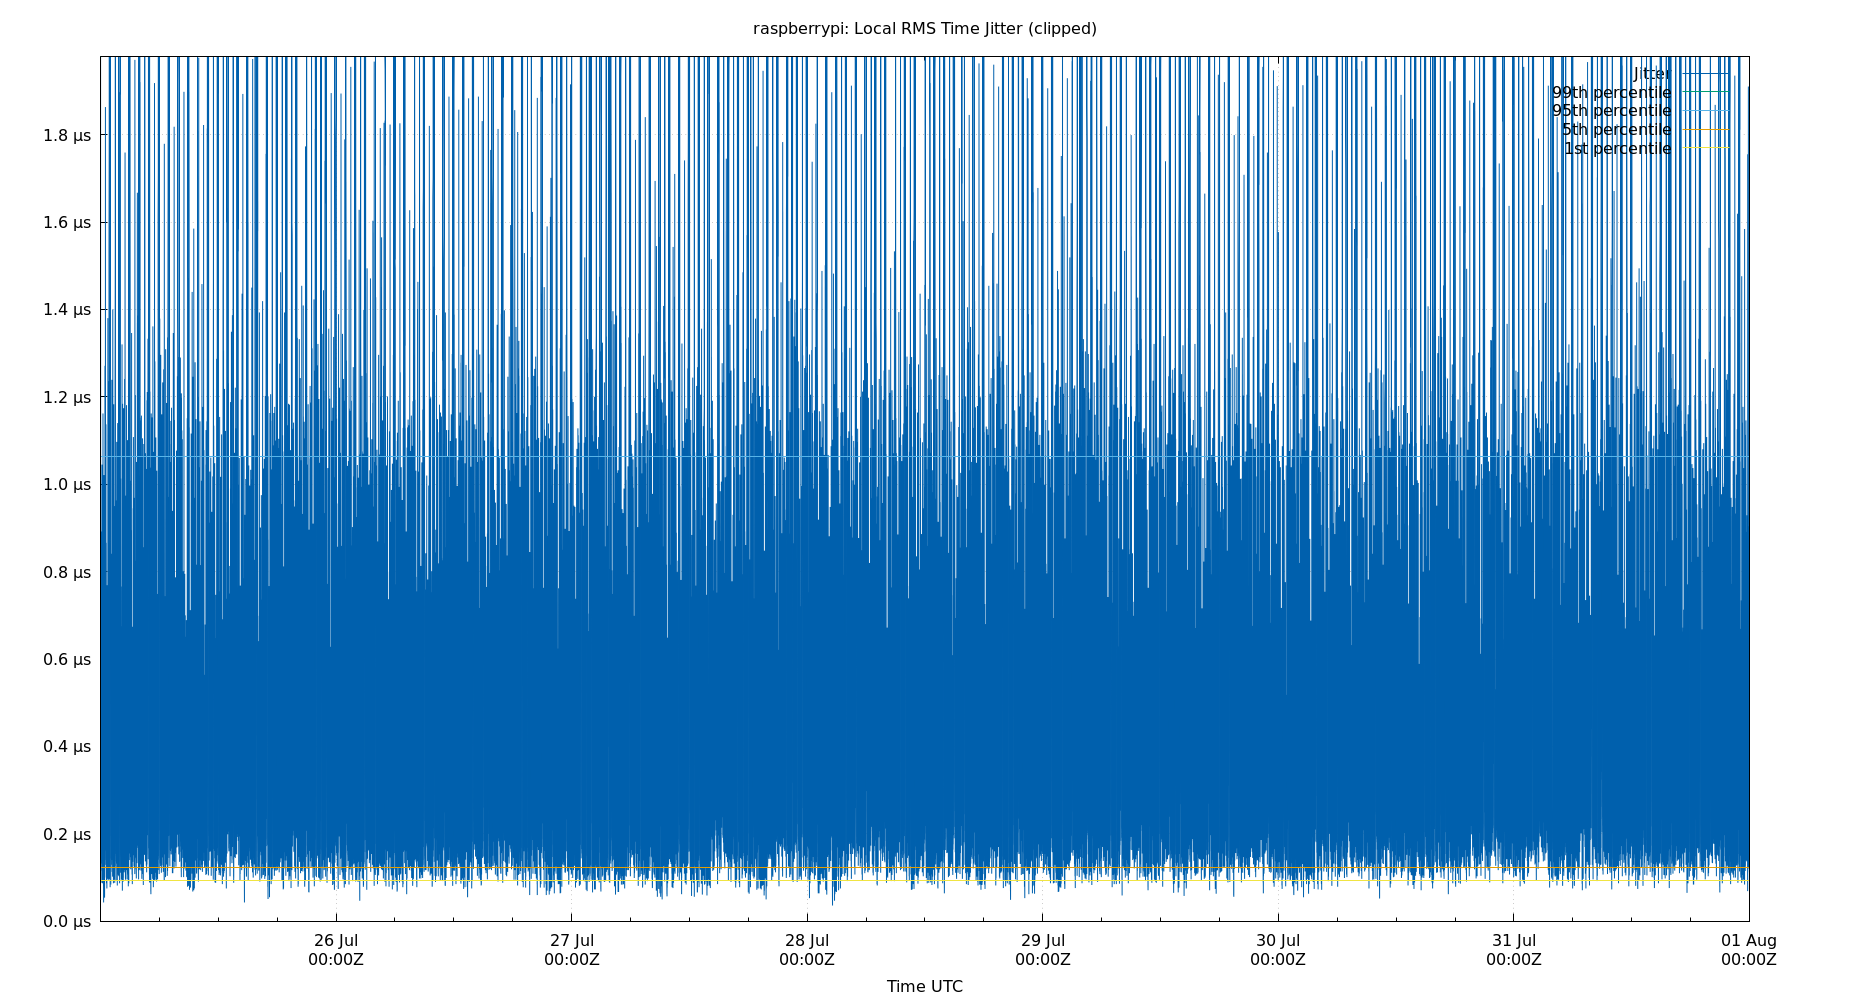 raspberrypi: Local RMS Time Jitter (clipped)
Jitter
99th percentile
95th percentile
5th percentile
1st percentile
1.8 μs
1.6 μs
1.4 μs
1.2 μs
1.0 μs
0.8 μs
0.6 μs
0.4 μs
0.2 μs
0.0 μs
26 Jul 27 Jul 28 Jul 29 Jul 30 Jul 31 Jul 01 Aug
00:00Z 00:00Z 00:00Z 00:00Z 00:00Z 00:00Z 00:00Z
Time UTC